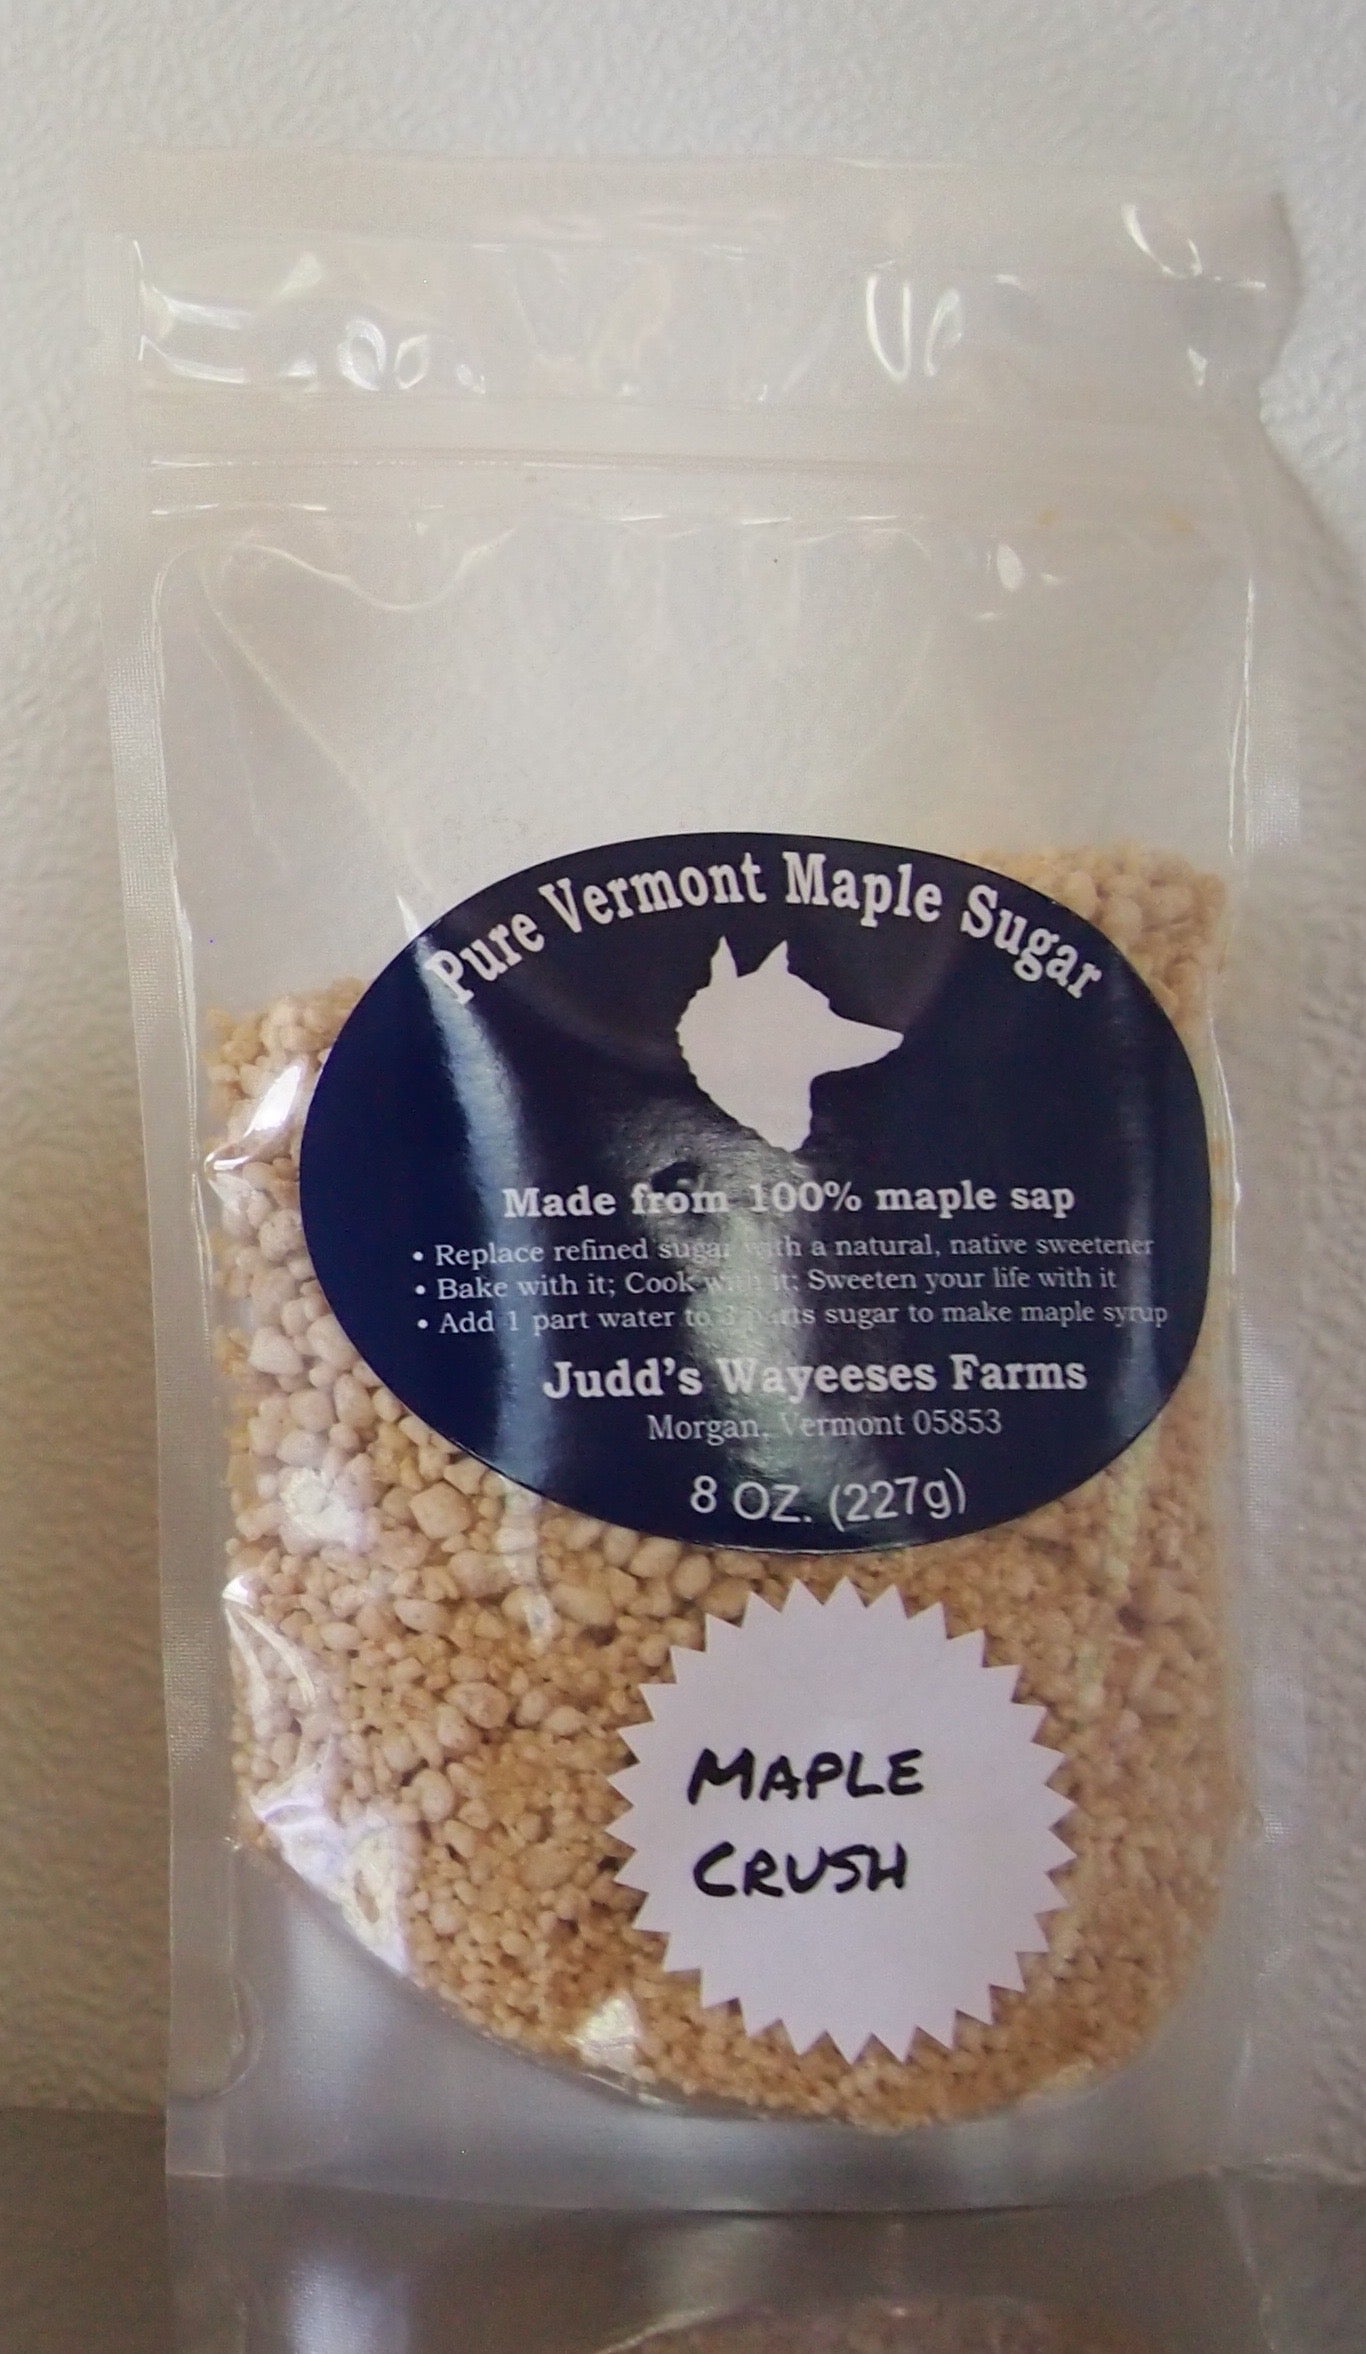 Pure Vermont Maple Sugar
Made from 100% maple sap
• Replace refined sugar with a natural, native sweetener
• Bake with it; Cook with it; Sweeten your life with it
• Add 1 part water to 3 parts sugar to make maple syrup
Judd's Wayeeses Farms
Morgan, Vermont 05853
8 OZ. (227g)
MAPLE
CRUSH